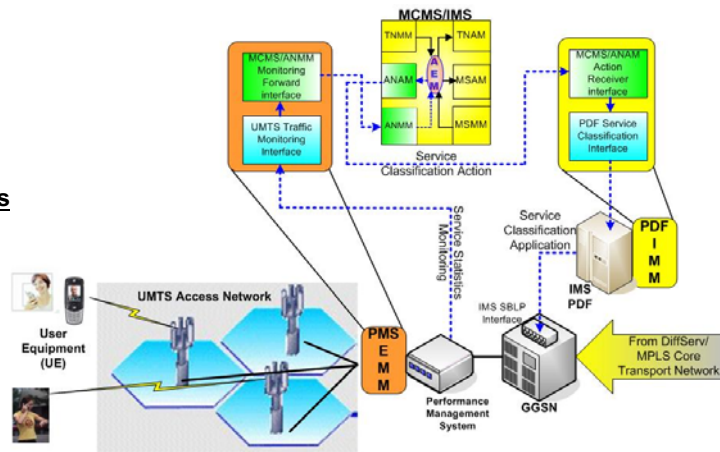 MCMS/IMS
TNMM
TNAM
ANAM
A
E
M
MSAM
ANMM
MSMM
Service
Classification Action
MCMS/ANMM
Monitoring
Forward
interface
UMTS Traffic
Monitoring
Interface
MCMS/ANAM
Action
Receiver
interface
PDF Service
Classification
Interface
s
Service Statistics
Monitoring
Service
Classification
Application
PDF
I
M
M
IMS
PDF
UMTS Access Network
User
Equipment
(UE)
PMS
E
M
M
IMS SBLP
Interface
Performance
Management
System
GGSN
From DiffServ/
MPLS Core
Transport Network